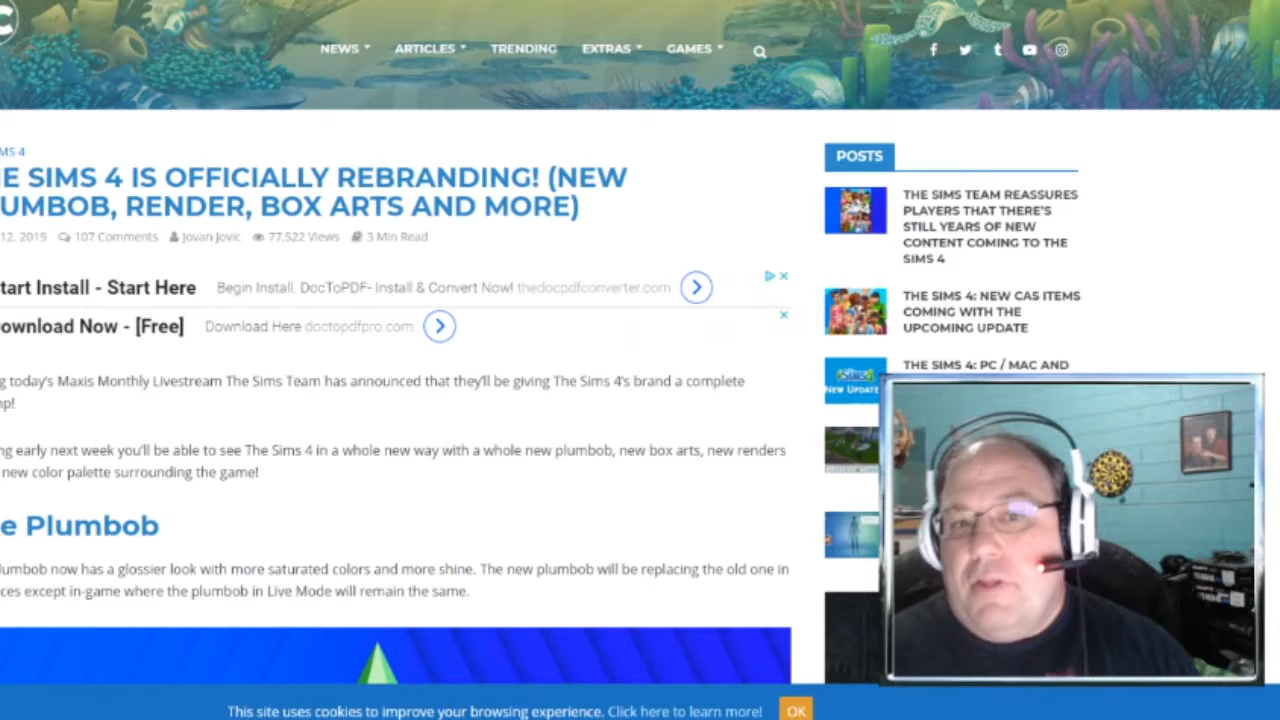 C
NEWS ARTICLES TRENDING EXTRAS GAMES
MS 4
E SIMS 4 IS OFFICIALLY REBRANDING! (NEW
UMBOB, RENDER, BOX ARTS AND MORE)
12, 2019 107 Comments Jovan Jovic 77,522 Views 3 Min Read
tart Install - Start Here Begin Install. DocToPDF- Install & Convert Now! thedocpdfconverter.com
ownload Now - [Free] Download Here doctopdfpro.com
g today's Maxis Monthly Livestream The Sims Team has announced that they'll be giving The Sims 4's brand a complete
mp!
ng early next week you'll be able to see The Sims 4 in a whole new way with a whole new plumbob, new box arts, new renders
new color palette surrounding the game!
e Plumbob
lumbob now has a glossier look with more saturated colors and more shine. The new plumbob will be replacing the old one in
ces except in-game where the plumbob in Live Mode will remain the same.
POSTS
THE SIMS TEAM REASSURES
PLAYERS THAT THERE'S
STILL YEARS OF NEW
CONTENT COMING TO THE
SIMS 4
THE SIMS 4: NEW CAS ITEMS
COMING WITH THE
UPCOMING UPDATE
THE SIMS 4: PC / MAC AND
NEW UPDATE
This site uses cookies to improve your browsing experience. Click here to learn more! OK